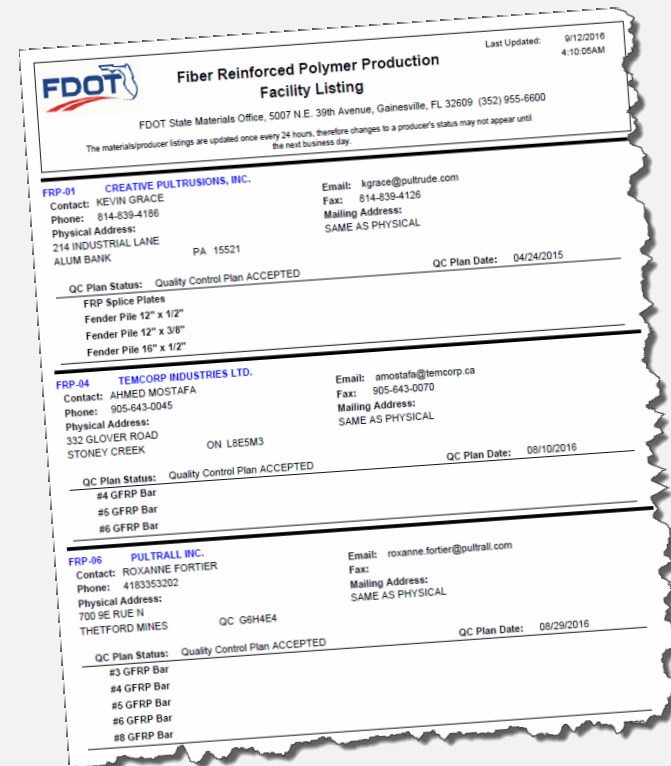 FDOT
Fiber Reinforced Polymer Production
Facility Listing
Last Updated: 9/12/2016
4:10:05AM
FDOT State Materials Office, 5007 N.E. 39th Avenue, Gainesville, FL 32609 (352) 955-6600
The materials/producer listings are updated once every 24 hours, therefore changes to a producer's status may not appear until
the next business day.
FRP-01 CREATIVE PULTRUSIONS, INC.
Contact: KEVIN GRACE
Phone: 814-839-4186
Physical Address:
214 INDUSTRIAL LANE
ALUM BANK PA 15521
Email: kgrace@pultrude.com
Fax: 814-839-4126
Mailing Address:
SAME AS PHYSICAL
QC Plan Status: Quality Control Plan ACCEPTED QC Plan Date: 04/24/2015
FRP Splice Plates
Fender Pile 12" x 1/2"
Fender Pile 12" x 3/8"
Fender Pile 16" x 1/2"
FRP-04 TEMCORP INDUSTRIES LTD.
Contact: AHMED MOSTAFA
Phone: 905-643-0045
Physical Address:
332 GLOVER ROAD
STONEY CREEK ON L8E5M3
Email: amostafa@temcorp.ca
Fax: 905-643-0070
Mailing Address:
SAME AS PHYSICAL
QC Plan Status: Quality Control Plan ACCEPTED QC Plan Date: 08/10/2016
#4 GFRP Bar
#5 GFRP Bar
#6 GFRP Bar
FRP-06 PULTRALL INC.
Contact: ROXANNE FORTIER
Phone: 4183353202
Physical Address:
700 9E RUE N
THETFORD MINES QC G6H4E4
Email: roxanne.fortier@pultrall.com
Fax:
Mailing Address:
SAME AS PHYSICAL
QC Plan Status: Quality Control Plan ACCEPTED QC Plan Date: 08/29/2016
#3 GFRP Bar
#4 GFRP Bar
#5 GFRP Bar
#6 GFRP Bar
#8 GFRP Bar